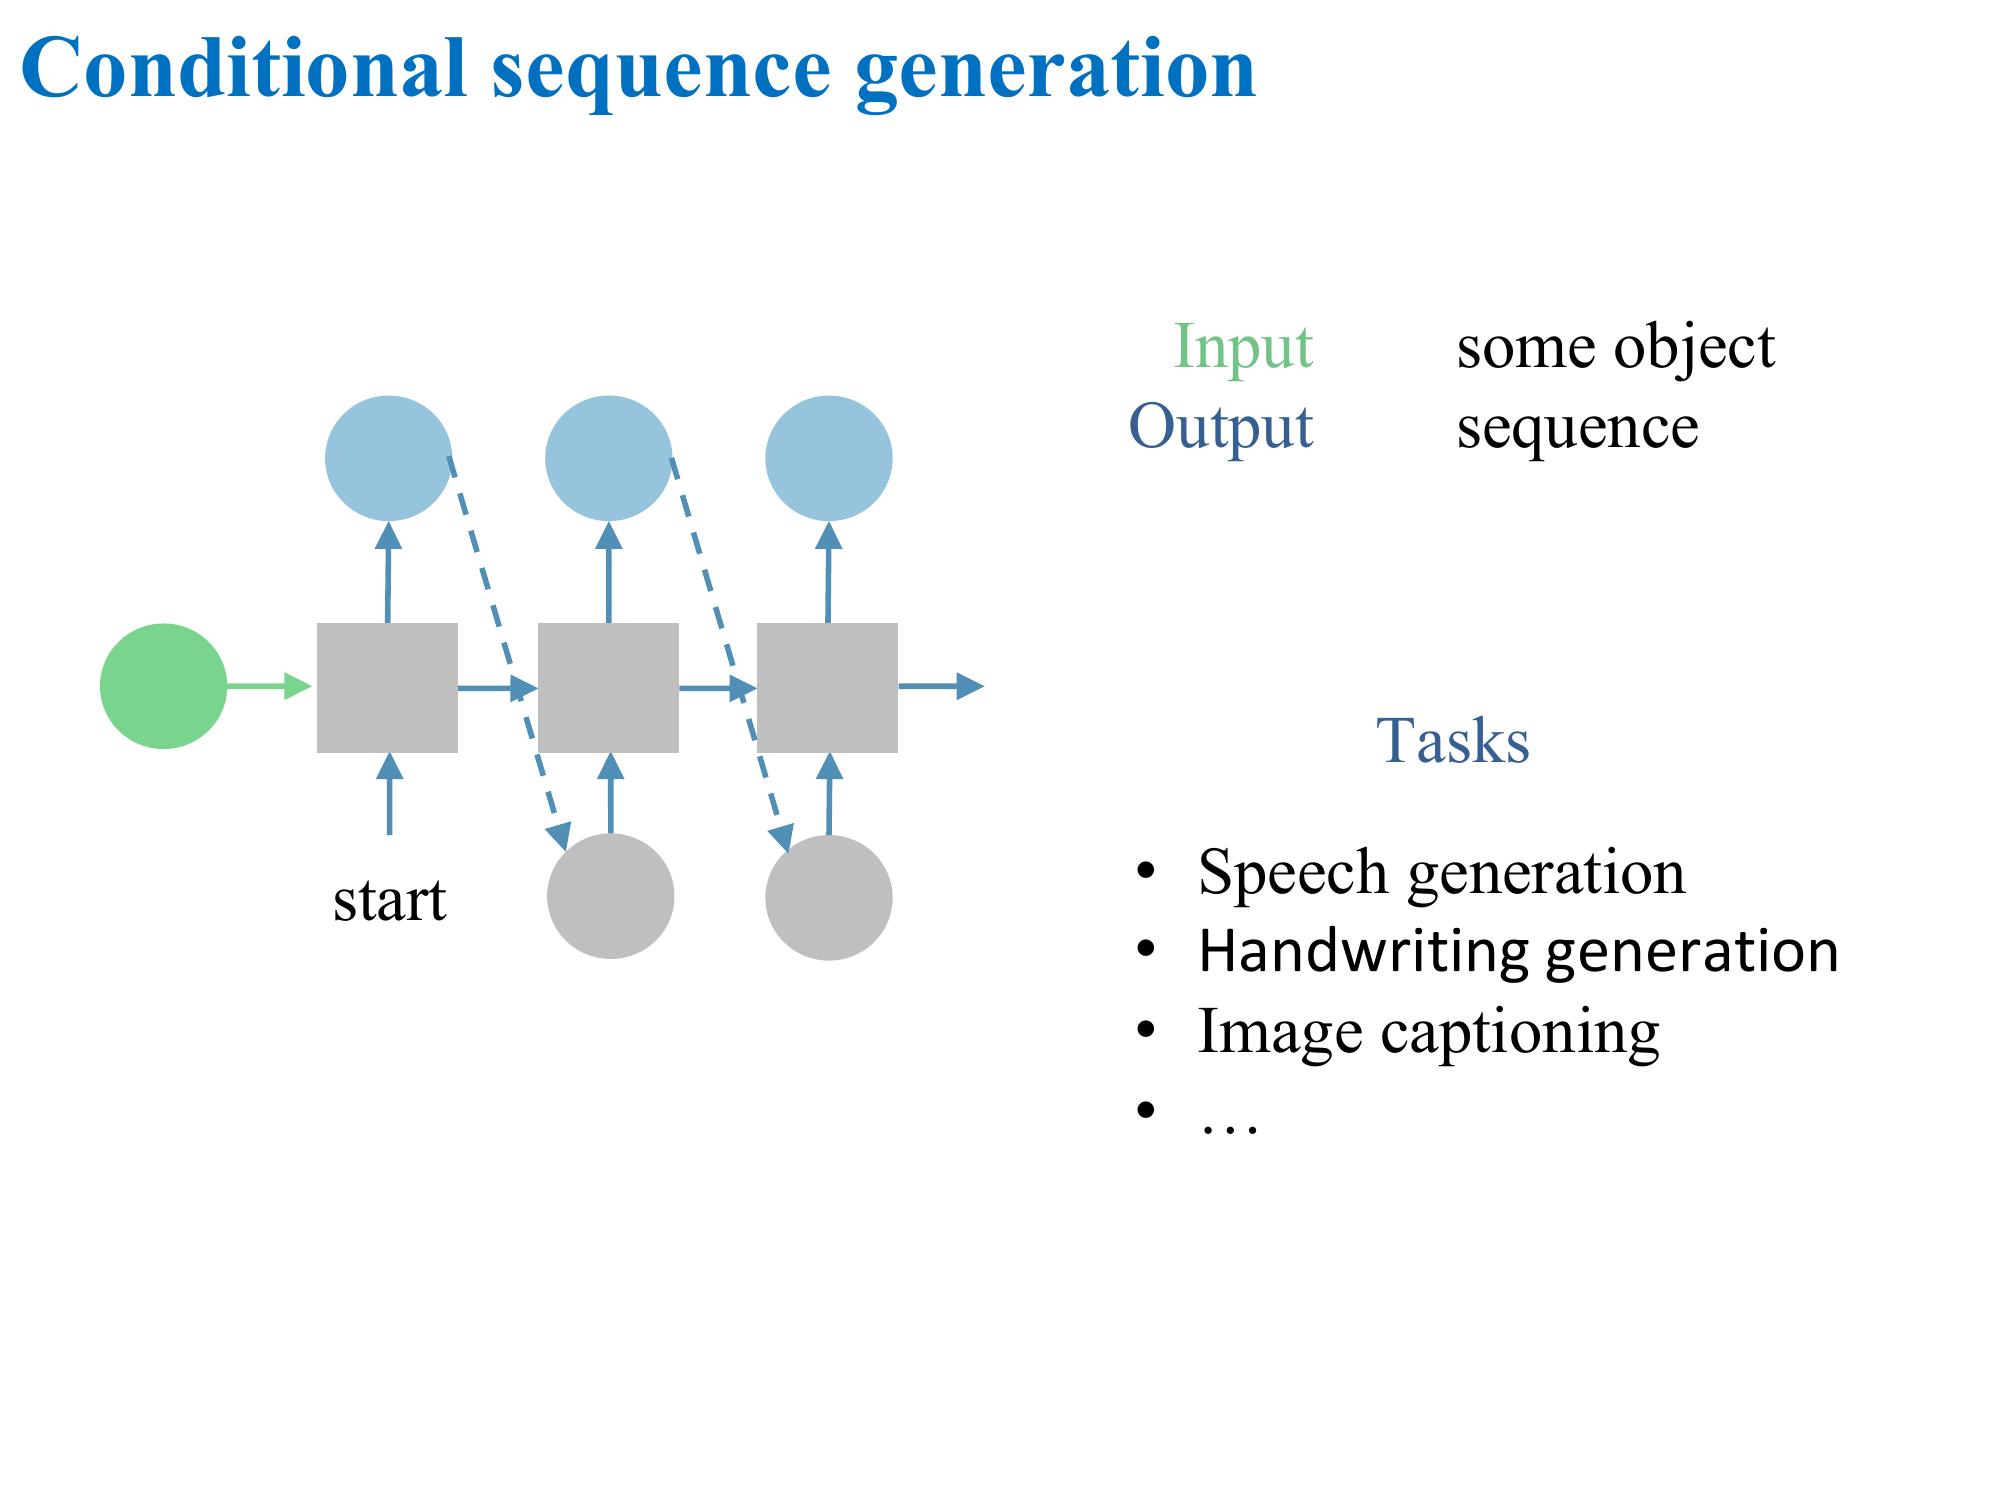 Conditional sequence generation
Input some object
Output sequence
start
Tasks
• Speech generation
• Handwriting generation
• Image captioning
• …